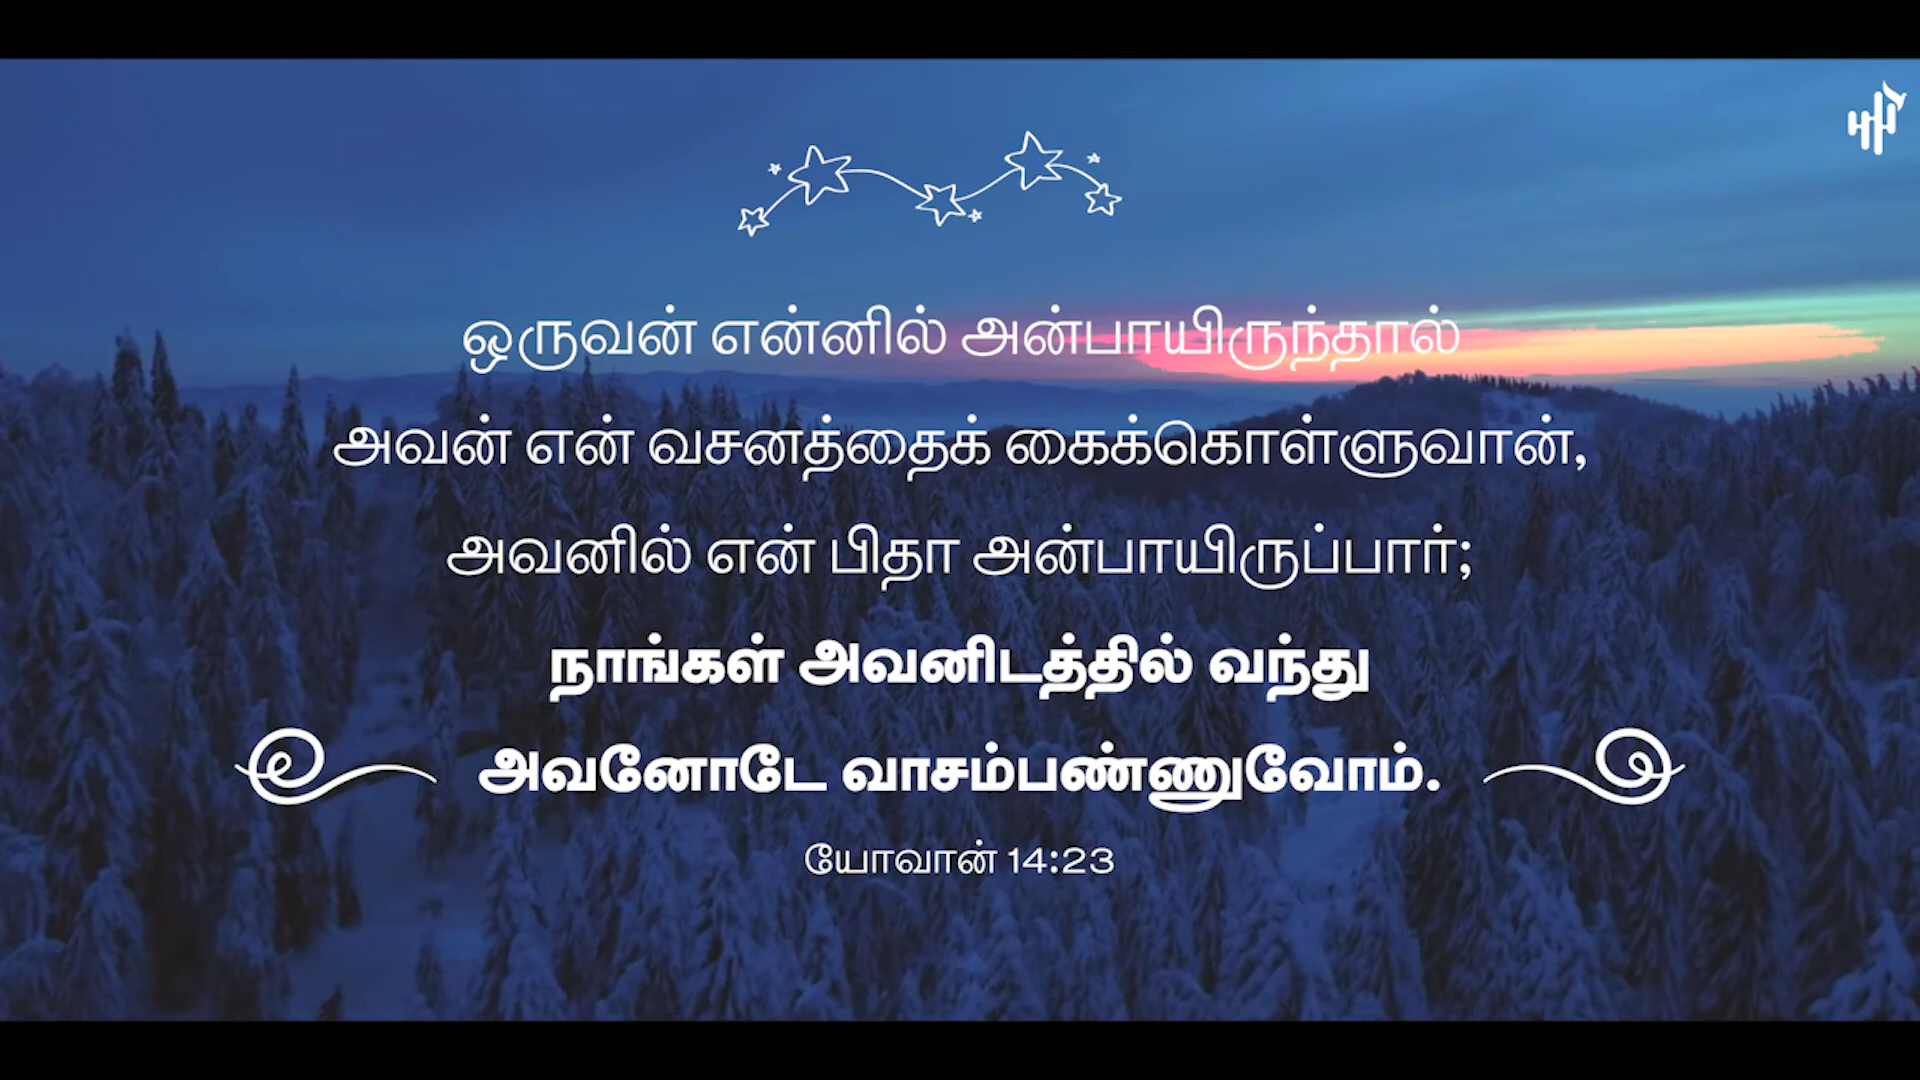 ஒருவன் என்னில் அன்பாயிருந்தால்
அவன் என் வசனத்தைக் கைக்கொள்ளுவான்,
அவனில் என் பிதா அன்பாயிருப்பார்;
நாங்கள் அவனிடத்தில் வந்து
அவனோடே வாசம்பண்ணுவோம்.
யோவான் 14:23